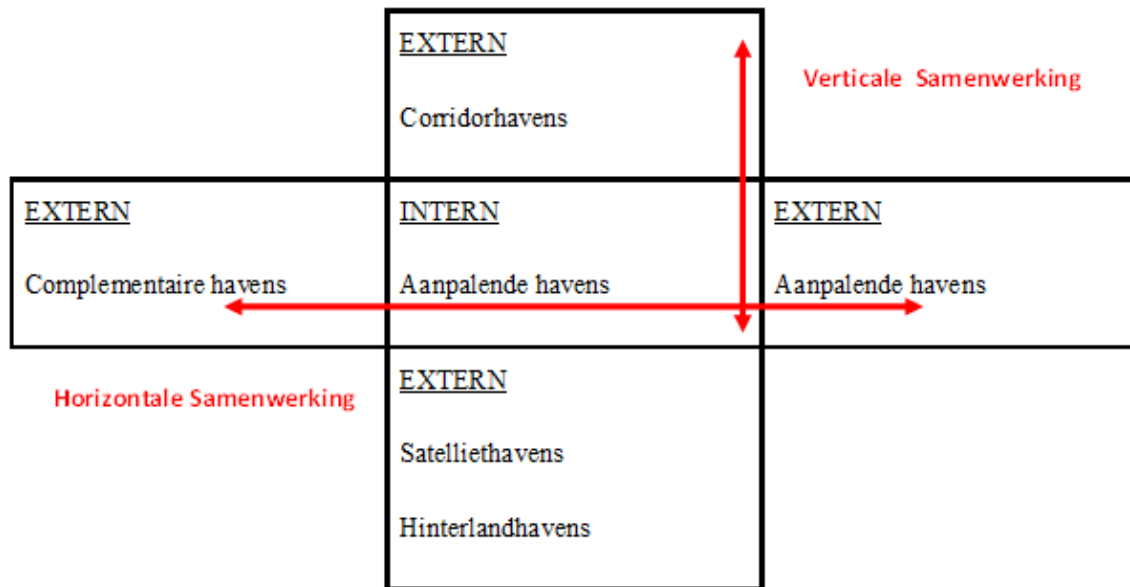 EXTERN
Corridorhavens
Verticale Samenwerking
EXTERN
Complementaire havens
INTERN
Aanpalende havens
EXTERN
Aanpalende havens
Horizontale Samenwerking
EXTERN
Satelliethavens
Hinterlandhavens